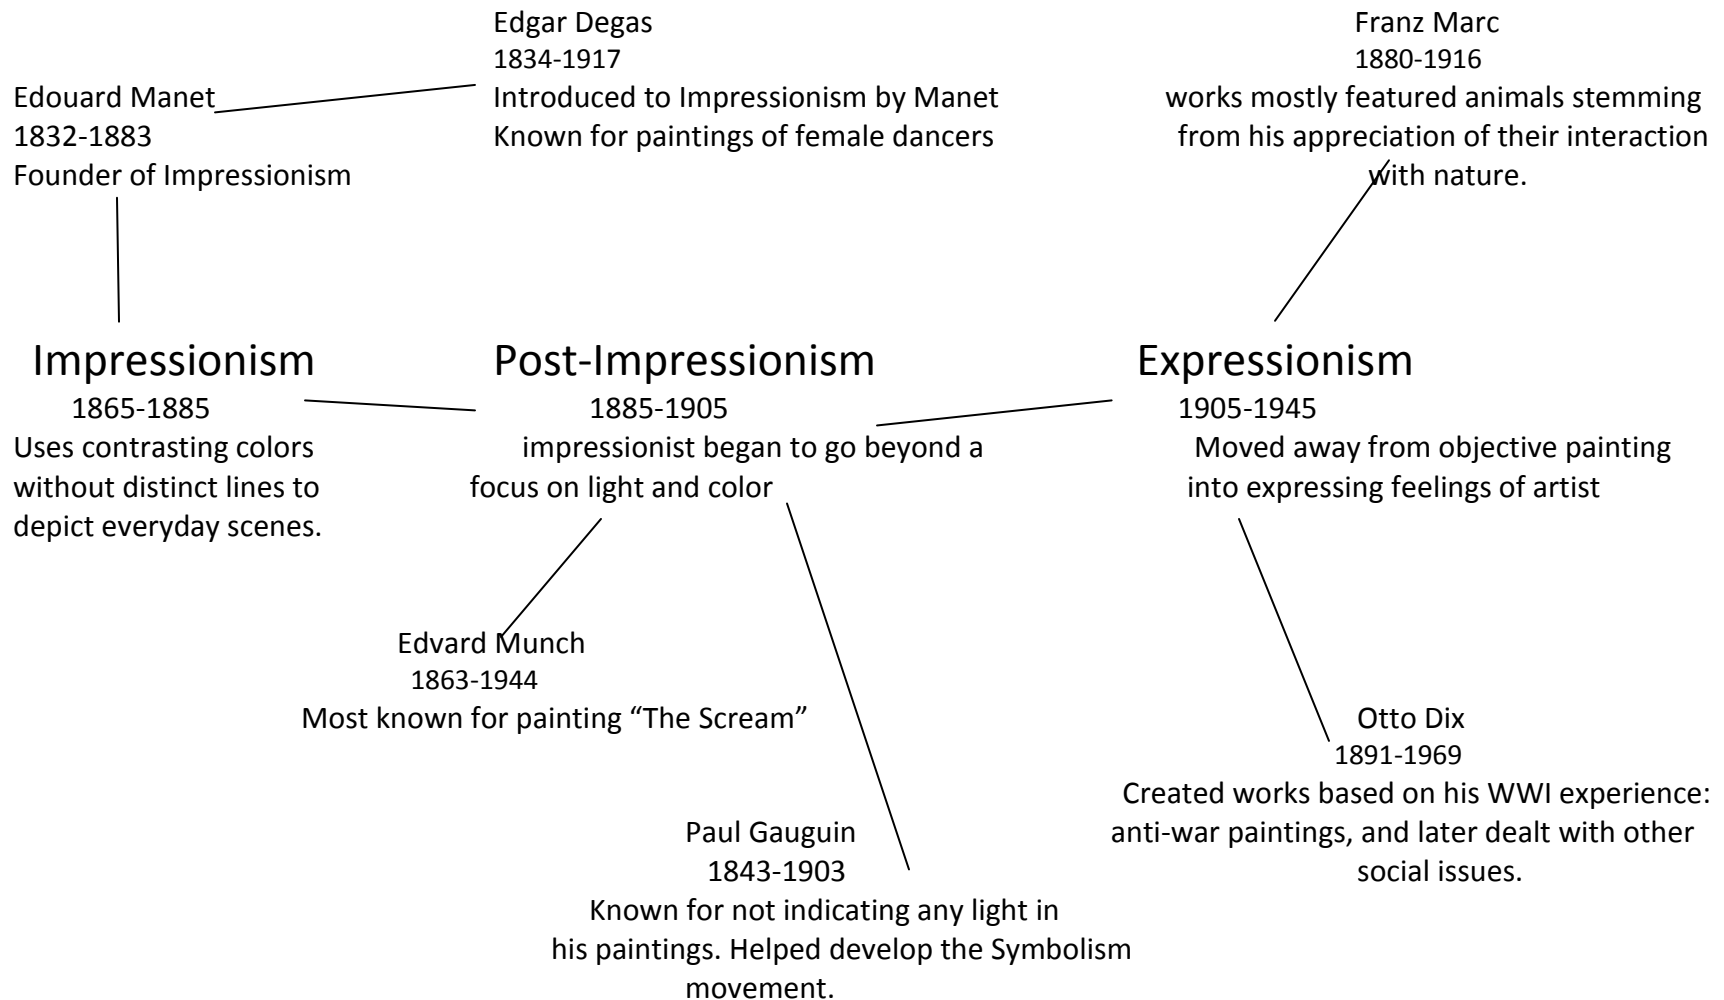 Edouard Manet
1832-1883
Founder of Impressionism
Edgar Degas
1834-1917
Introduced to Impressionism by Manet
Known for paintings of female dancers
Franz Marc
1880-1916
works mostly featured animals stemming
from his appreciation of their interaction
with nature.
Impressionism
1865-1885
Uses contrasting colors
without distinct lines to
depict everyday scenes.
Post-Impressionism
1885-1905
impressionist began to go beyond a
focus on light and color
Expressionism
1905-1945
Moved away from objective painting
into expressing feelings of artist
Edvard Munch
1863-1944
Most known for painting “The Scream”
Paul Gauguin
1843-1903
Known for not indicating any light in
his paintings. Helped develop the Symbolism
movement.
Otto Dix
1891-1969
Created works based on his WWI experience:
anti-war paintings, and later dealt with other
social issues.